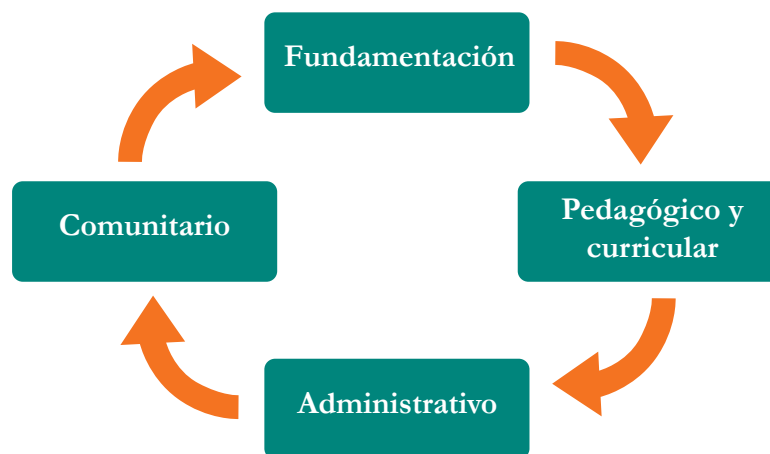 Fundamentación
Pedagógico y
curricular
Administrativo
Comunitario